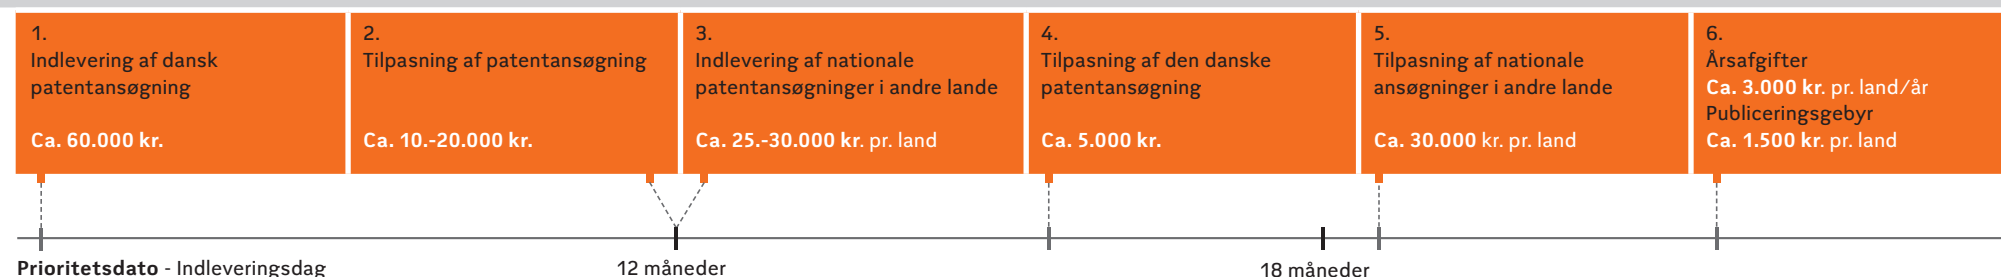 1.
Indlevering af dansk
patentansøgning
Ca. 60.000 kr.
2.
Tilpasning af patentansøgning
Ca. 10.-20.000 kr.
3.
Indlevering af nationale
patentansøgninger i andre lande
Ca. 25.-30.000 kr. pr. land
4.
Tilpasning af den danske
patentansøgning
Ca. 5.000 kr.
5.
Tilpasning af nationale
ansøgninger i andre lande
Ca. 30.000 kr. pr. land
6.
Årsafgifter
Ca. 3.000 kr. pr. land/år
Publiceringsgebyr
Ca. 1.500 kr. pr. land
Prioritetsdato - Indleveringsdag
12 måneder
18 måneder